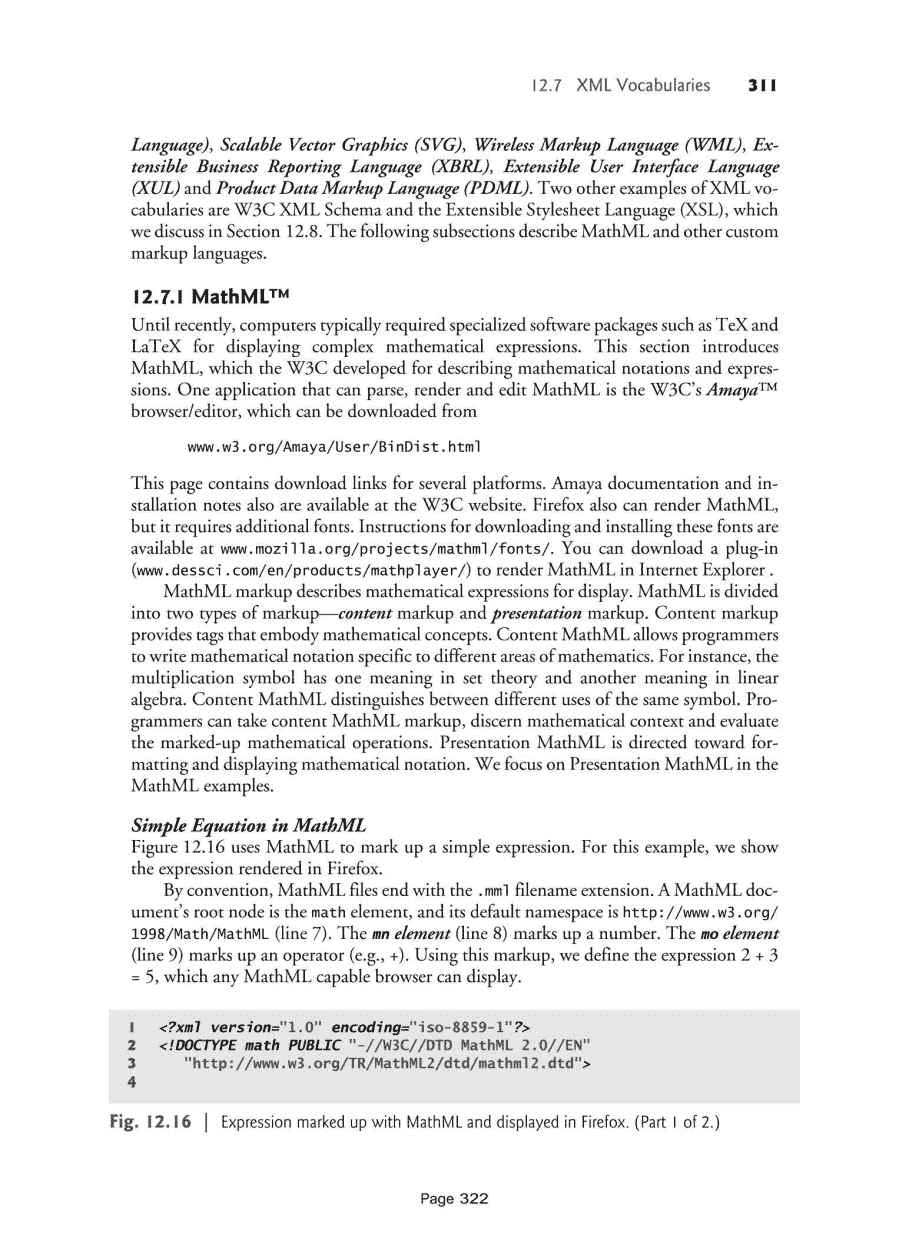 12.7 XML Vocabularies 311
Language), Scalable Vector Graphics (SVG), Wireless Markup Language (WML), Ex-
tensible Business Reporting Language (XBRL), Extensible User Interface Language
(XUL) and Product Data Markup Language (PDML). Two other examples of XML vo-
cabularies are W3C XML Schema and the Extensible Stylesheet Language (XSL), which
we discuss in Section 12.8. The following subsections describe MathML and other custom
markup languages.
12.7.1 MathML™
Until recently, computers typically required specialized software packages such as TeX and
LaTeX for displaying complex mathematical expressions. This section introduces
MathML, which the W3C developed for describing mathematical notations and expres-
sions. One application that can parse, render and edit MathML is the W3C's Amaya™
browser/editor, which can be downloaded from
www.w3.org/Amaya/User/BinDist.html
This page contains download links for several platforms. Amaya documentation and in-
stallation notes also are available at the W3C website. Firefox also can render MathML,
but it requires additional fonts. Instructions for downloading and installing these fonts are
available at www.mozilla.org/projects/mathml/fonts/. You can download a plug-in
(www.dessci.com/en/products/mathplayer/) to render MathML in Internet Explorer .
MathML markup describes mathematical expressions for display. MathML is divided
into two types of markup—content markup and presentation markup. Content markup
provides tags that embody mathematical concepts. Content MathML allows programmers
to write mathematical notation specific to different areas of mathematics. For instance, the
multiplication symbol has one meaning in set theory and another meaning in linear
algebra. Content MathML distinguishes between different uses of the same symbol. Pro-
grammers can take content MathML markup, discern mathematical context and evaluate
the marked-up mathematical operations. Presentation MathML is directed toward for-
matting and displaying mathematical notation. We focus on Presentation MathML in the
MathML examples.
Simple Equation in MathML
Figure 12.16 uses MathML to mark up a simple expression. For this example, we show
the expression rendered in Firefox.
By convention, MathML files end with the .mml filename extension. A MathML doc-
ument's root node is the math element, and its default namespace is http://www.w3.org/
1998/Math/MathML (line 7). The mn element (line 8) marks up a number. The mo element
(line 9) marks up an operator (e.g., +). Using this markup, we define the expression 2 + 3
= 5, which any MathML capable browser can display.
1 <?xml version="1.0" encoding="iso-8859-1"?>
2 <!DOCTYPE math PUBLIC "-//W3C//DTD MathML 2.0//EN"
3 "http://www.w3.org/TR/MathML2/dtd/mathml2.dtd">
4
Fig. 12.16 | Expression marked up with MathML and displayed in Firefox. (Part 1 of 2.)
Page 322